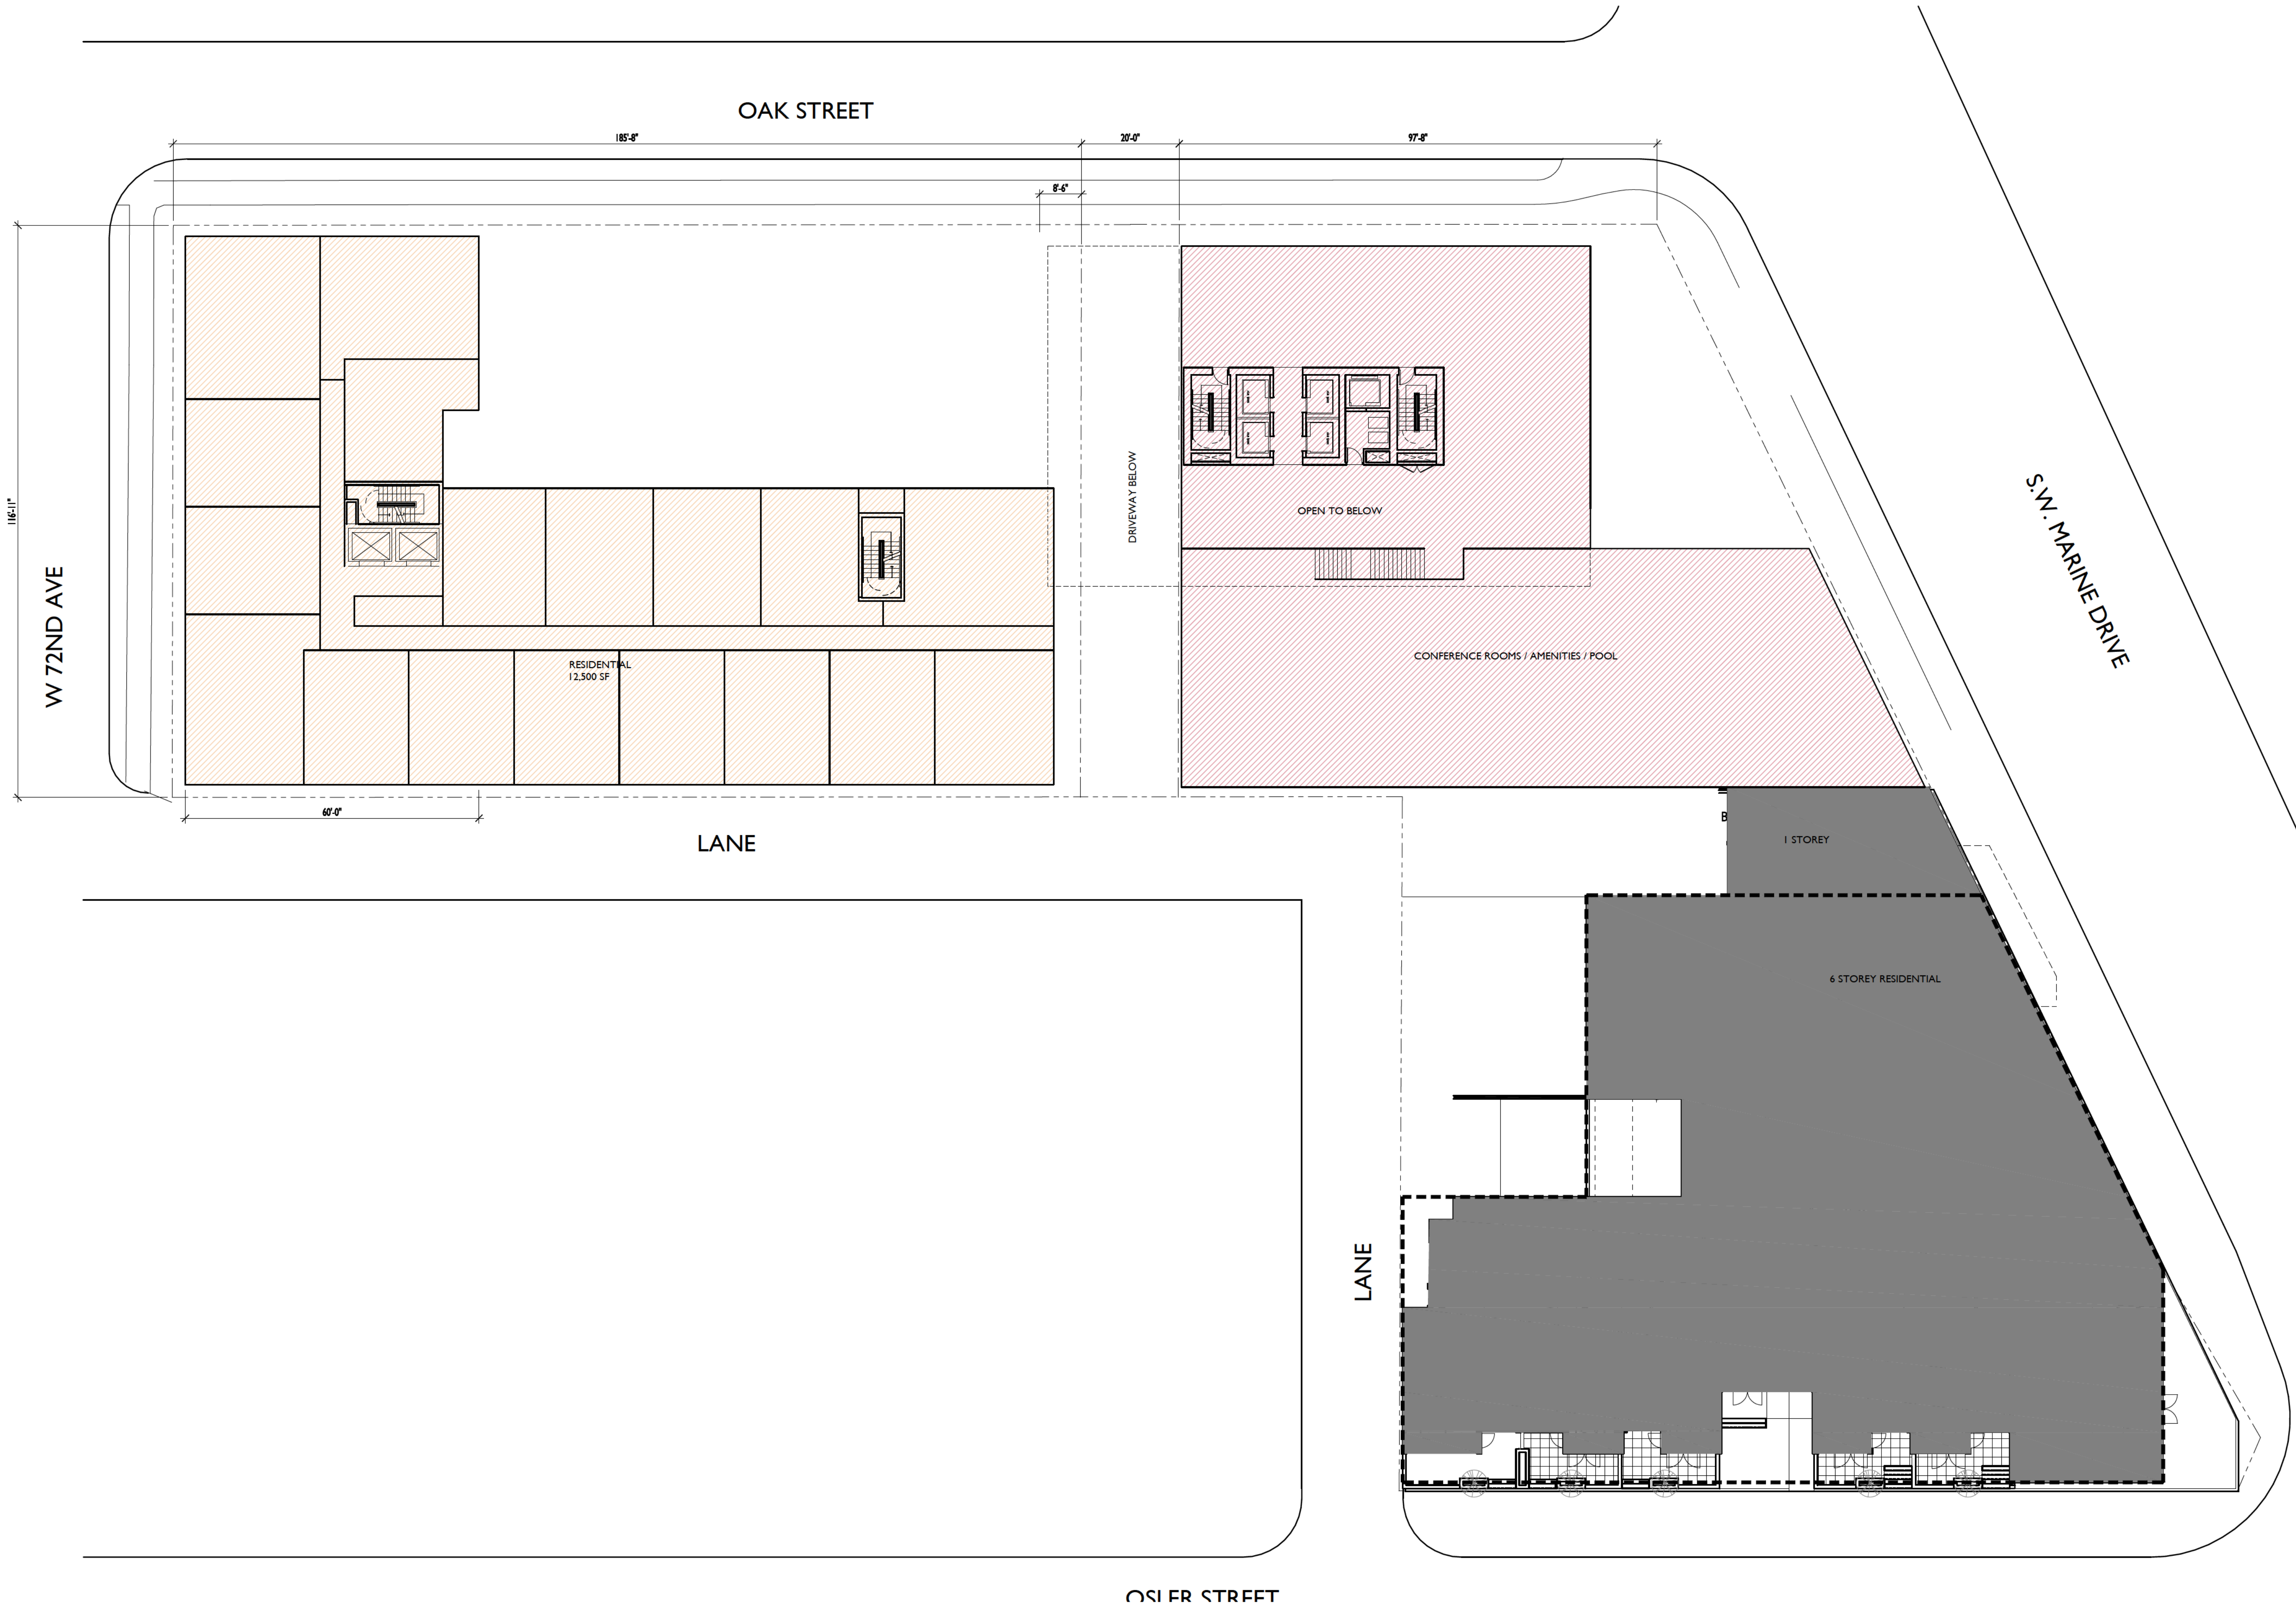 OAK STREET
185'-8"
20'-0"
97'-8"
8'-6"
116'-11"
W 72ND AVE
DRIVEWAY BELOW
OPEN TO BELOW
S.W. MARINE DRIVE
RESIDENTIAL
12,500 SF
CONFERENCE ROOMS / AMENITIES / POOL
60'-0"
LANE
B
1 STOREY
6 STOREY RESIDENTIAL
LANE
OSLER STREET